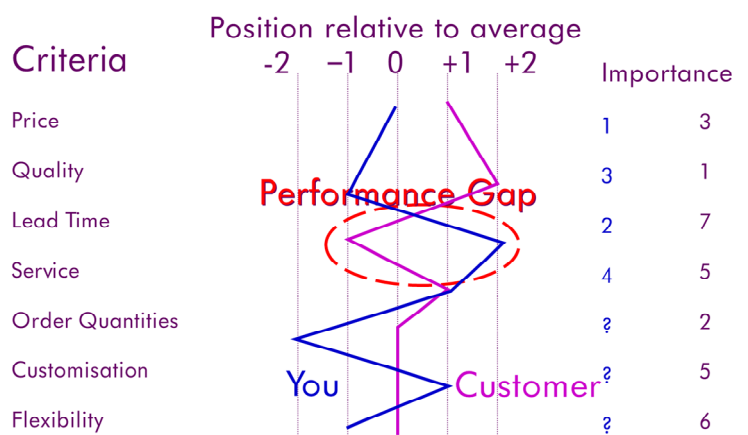 Position relative to average
Criteria -2 −1 0 +1 +2 Importance
Price 1 3
Quality 3 1
Performance Gap
Lead Time 2 7
Service 4 5
Order Quantities ? 2
Customisation ? 5
You Customer
Flexibility ? 6